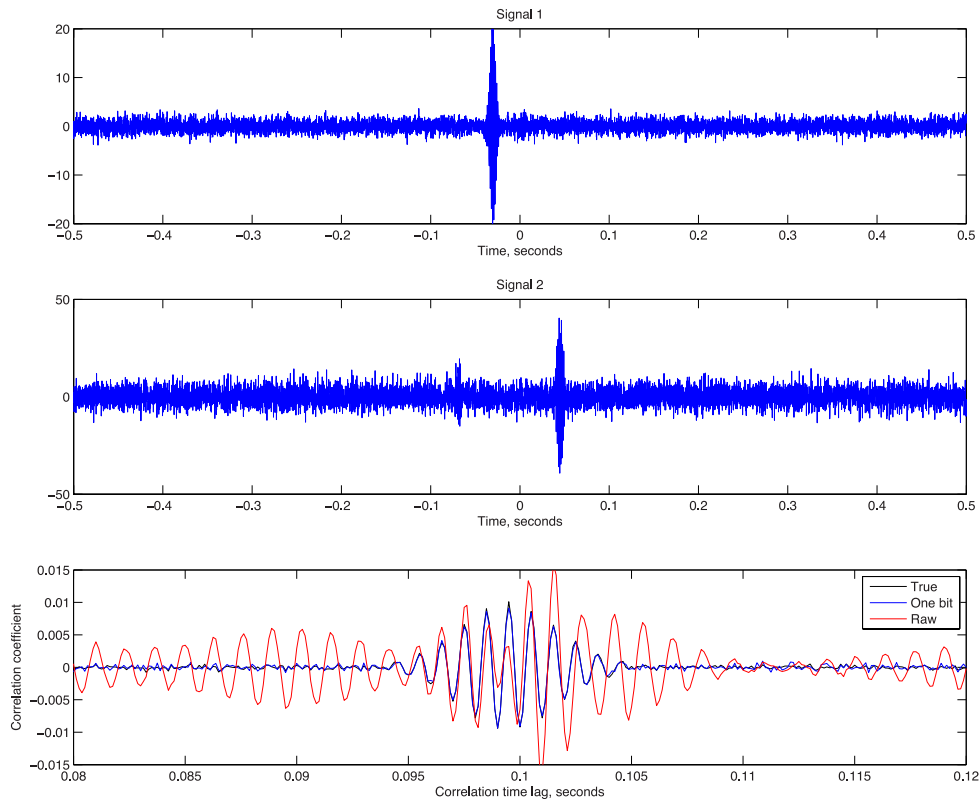 Signal 1
20
10
0
−10
−20
−0.5 −0.4 −0.3 −0.2 −0.1 0 0.1 0.2 0.3 0.4 0.5
Time, seconds
Signal 2
50
0
−50
−0.5 −0.4 −0.3 −0.2 −0.1 0 0.1 0.2 0.3 0.4 0.5
Time, seconds
Correlation coefficient
0.015
0.01
0.005
0
−0.005
−0.01
−0.015
True
One bit
Raw
0.08 0.085 0.09 0.095 0.1 0.105 0.11 0.115 0.12
Correlation time lag, seconds